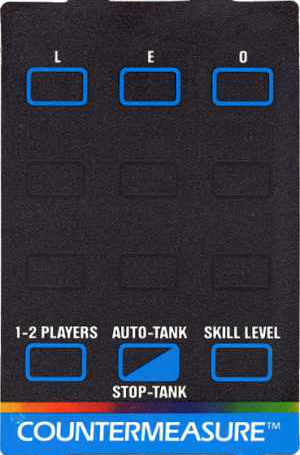 L E O
1-2 PLAYERS AUTO-TANK SKILL LEVEL
STOP-TANK
COUNTERMEASURE™